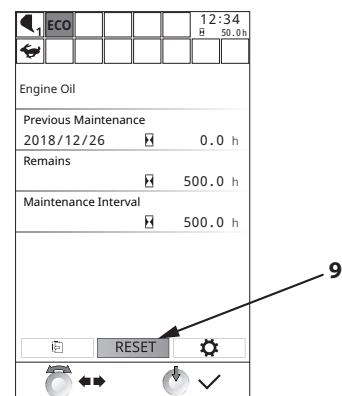 1 ECO 12:34
50.0h
Engine Oil
Previous Maintenance
2018/12/26 0.0 h
Remains
500.0 h
Maintenance Interval
500.0 h
9
RESET